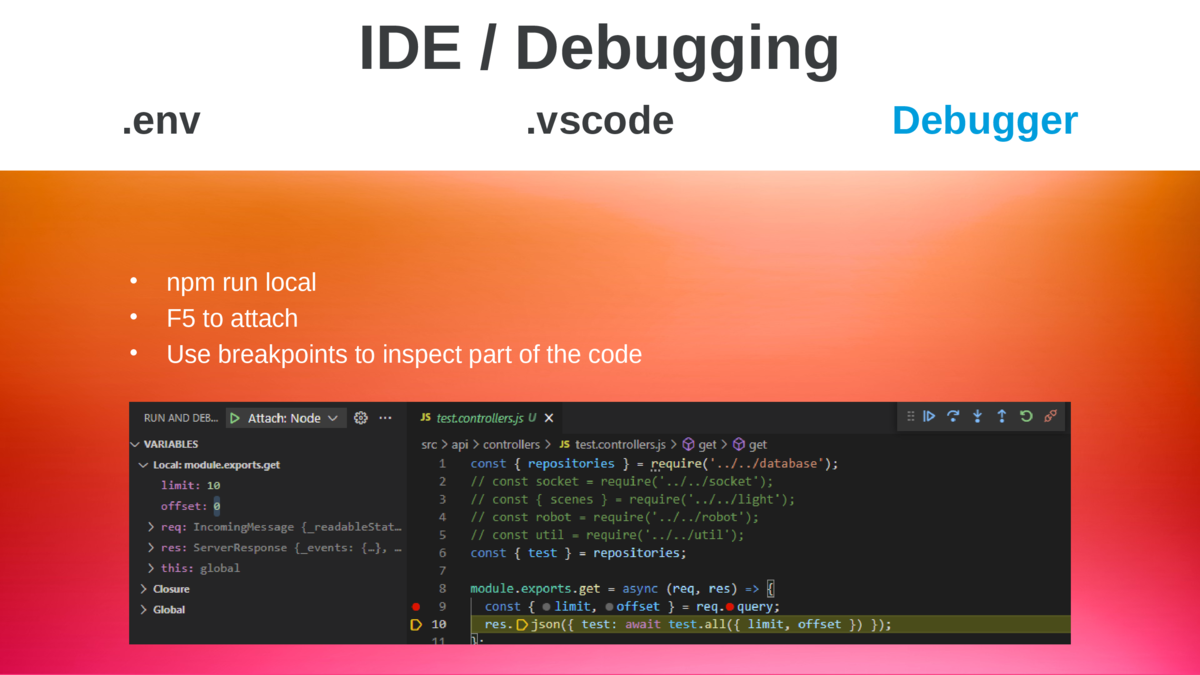 IDE / Debugging
.env
.vscode
Debugger
• npm run local
• F5 to attach
• Use breakpoints to inspect part of the code
RUN AND DEB... Attach: Node
VARIABLES
Local: module.exports.get
limit: 10
offset: 0
req: IncomingMessage {_readableStat…
res: ServerResponse {_events: {…}, …
this: global
Closure
Global
JS test.controllers.js U
src > api > controllers > JS test.controllers.js > get > get
1 const { repositories } = require('../../database');
2 // const socket = require('../../socket');
3 // const { scenes } = require('../../light');
4 // const robot = require('../../robot');
5 // const util = require('../../util');
6 const { test } = repositories;
7
8 module.exports.get = async (req, res) => {
9 const { limit, offset } = req.query;
10 res.json({ test: await test.all({ limit, offset }) });
11 };